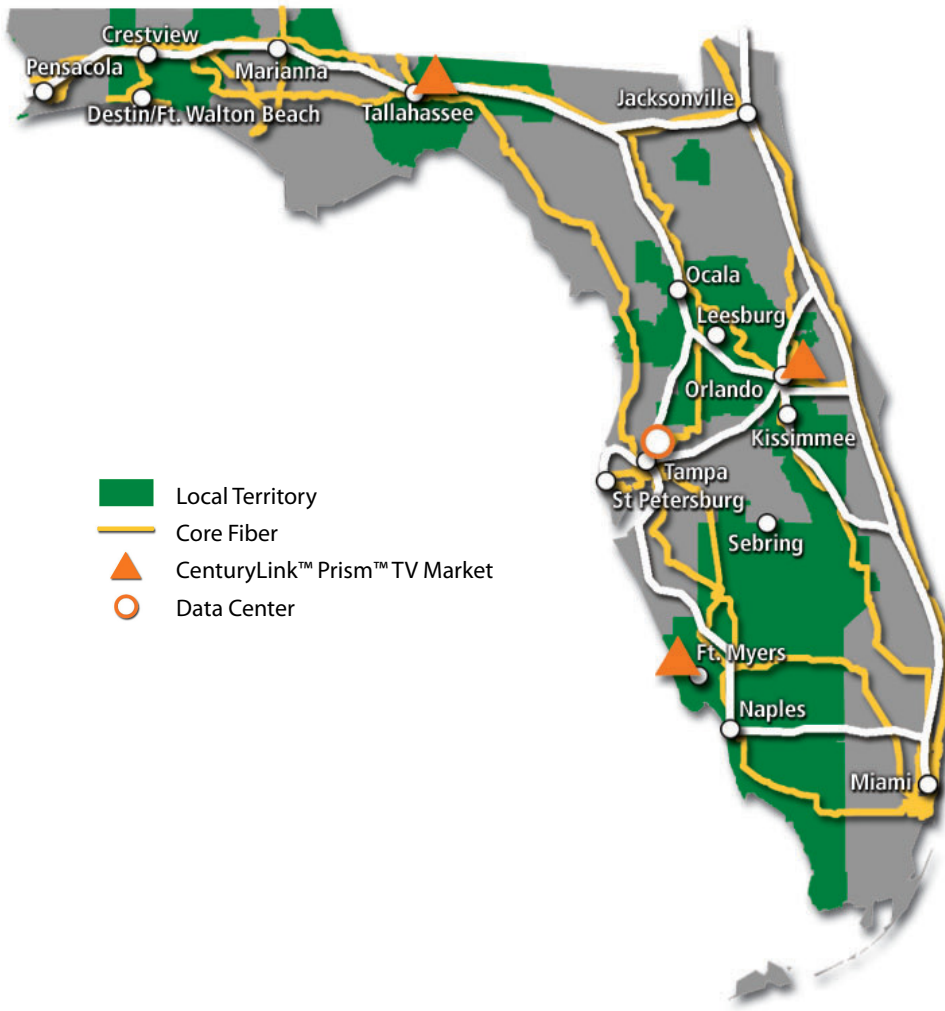 Crestview
Pensacola
Marianna
Destin/Ft. Walton Beach
Tallahassee
Jacksonville
Ocala
Leesburg
Orlando
Kissimmee
Tampa
St Petersburg
Sebring
Local Territory
Core Fiber
CenturyLink™ Prism™ TV Market
Data Center
Ft. Myers
Naples
Miami